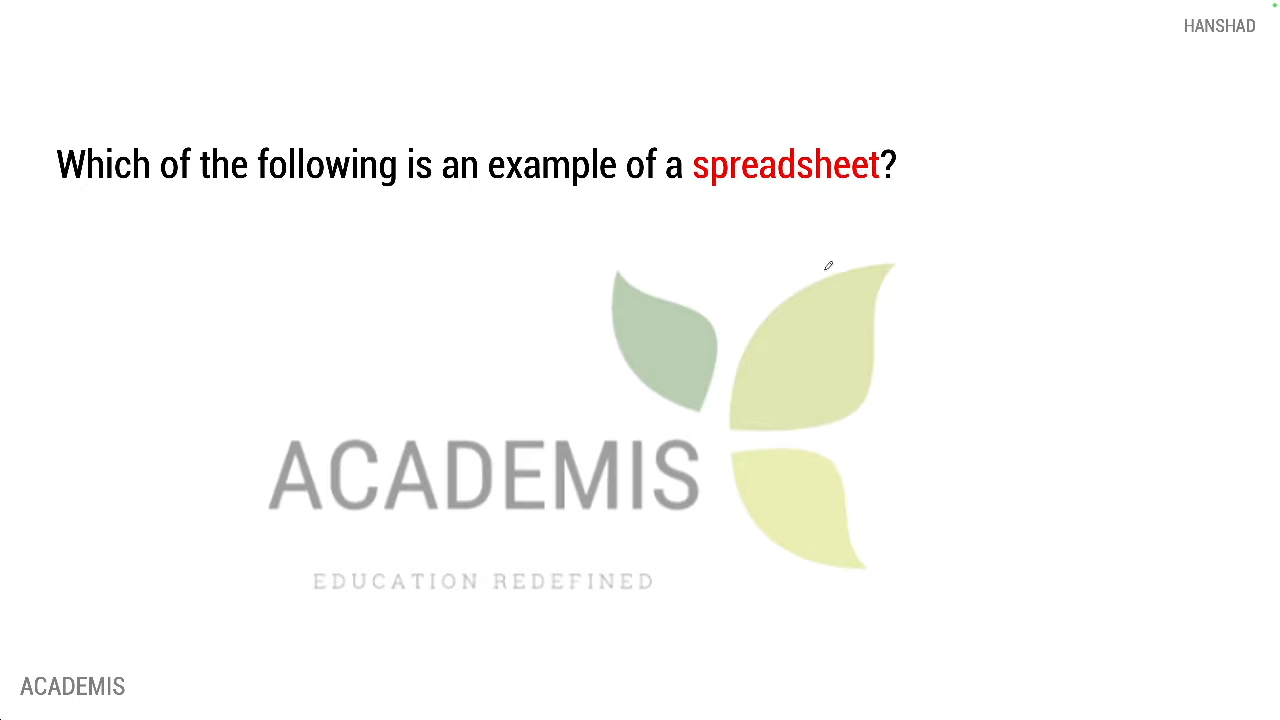 HANSHAD
Which of the following is an example of a spreadsheet?
ACADEMIS
EDUCATION REDEFINED
ACADEMIS